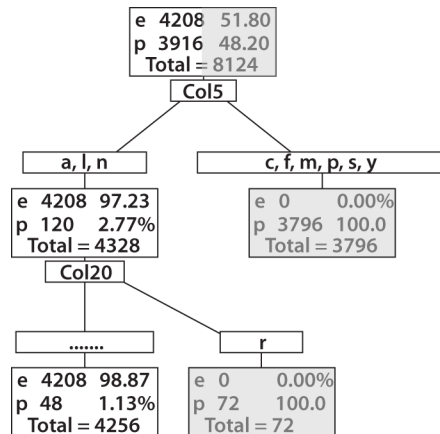 e 4208 51.80
p 3916 48.20
Total = 8124
Col5
a, l, n
c, f, m, p, s, y
e 4208 97.23
p 120 2.77%
Total = 4328
e 0 0.00%
p 3796 100.0
Total = 3796
Col20
.......
r
e 4208 98.87
p 48 1.13%
Total = 4256
e 0 0.00%
p 72 100.0
Total = 72